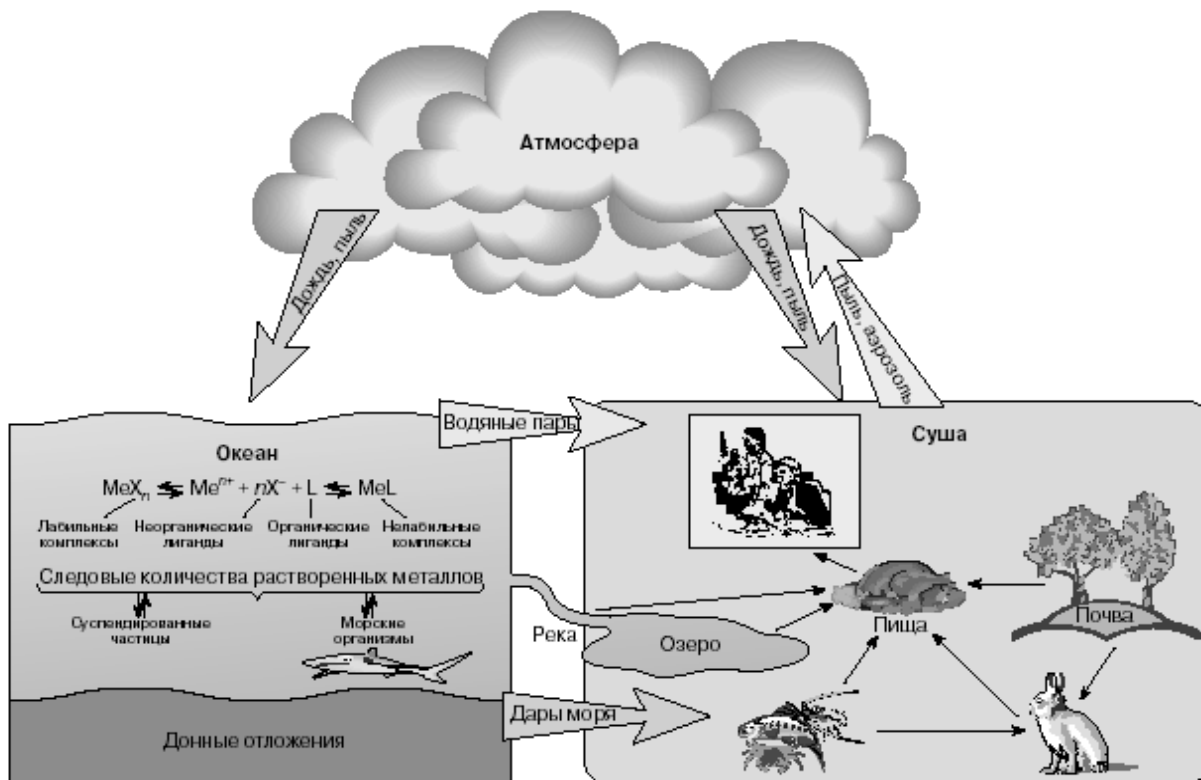 Атмосфера
Дождь, пыль
Дождь, пыль
Пыль, аэрозоль
Водяные пары
Океан
MeXₙ ⇌ Meⁿ⁺ + nX⁻ + L ⇌ MeL
Лабильные
комплексы
Неорганические
лиганды
Органические
лиганды
Нелабильные
комплексы
Следовые количества растворенных металлов
Суспендированные
частицы
Морские
организмы
Донные отложения
Суша
Пища
Почва
Река
Озеро
Дары моря